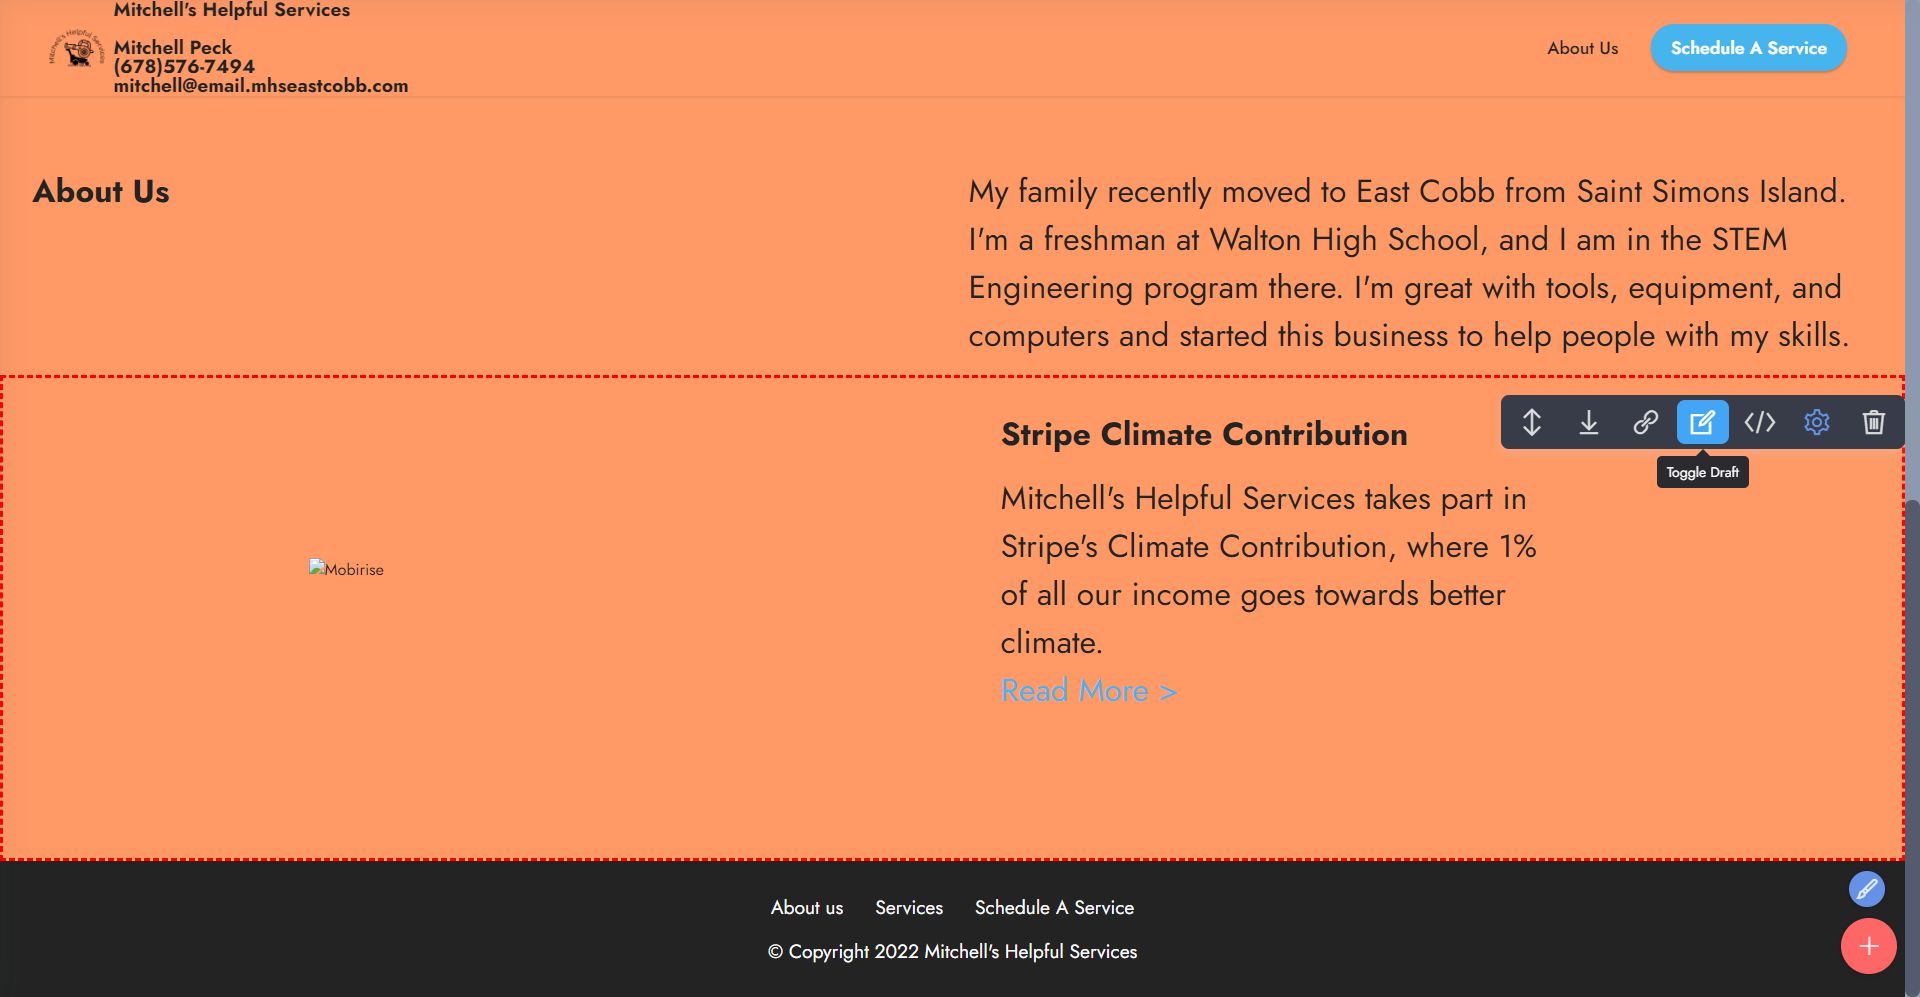 Mitchell's Helpful Services
Mitchell's Helpful Services
Mitchell Peck
(678)576-7494
mitchell@email.mhseastcobb.com
About Us
Schedule A Service
About Us
My family recently moved to East Cobb from Saint Simons Island.
I'm a freshman at Walton High School, and I am in the STEM
Engineering program there. I'm great with tools, equipment, and
computers and started this business to help people with my skills.
Stripe Climate Contribution
Toggle Draft
Mitchell's Helpful Services takes part in
Stripe's Climate Contribution, where 1%
of all our income goes towards better
climate.
Read More >
Mobirise
About us
Services
Schedule A Service
© Copyright 2022 Mitchell's Helpful Services